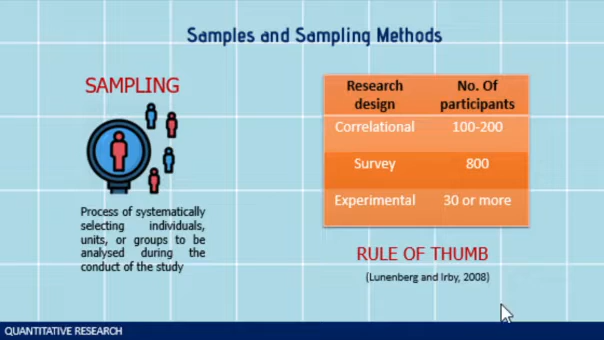 Samples and Sampling Methods
SAMPLING
Process of systematically
selecting individuals,
units, or groups to be
analysed during the
conduct of the study
Research design No. Of participants
Correlational 100-200
Survey 800
Experimental 30 or more
RULE OF THUMB
(Lunenberg and Irby, 2008)
QUANTITATIVE RESEARCH